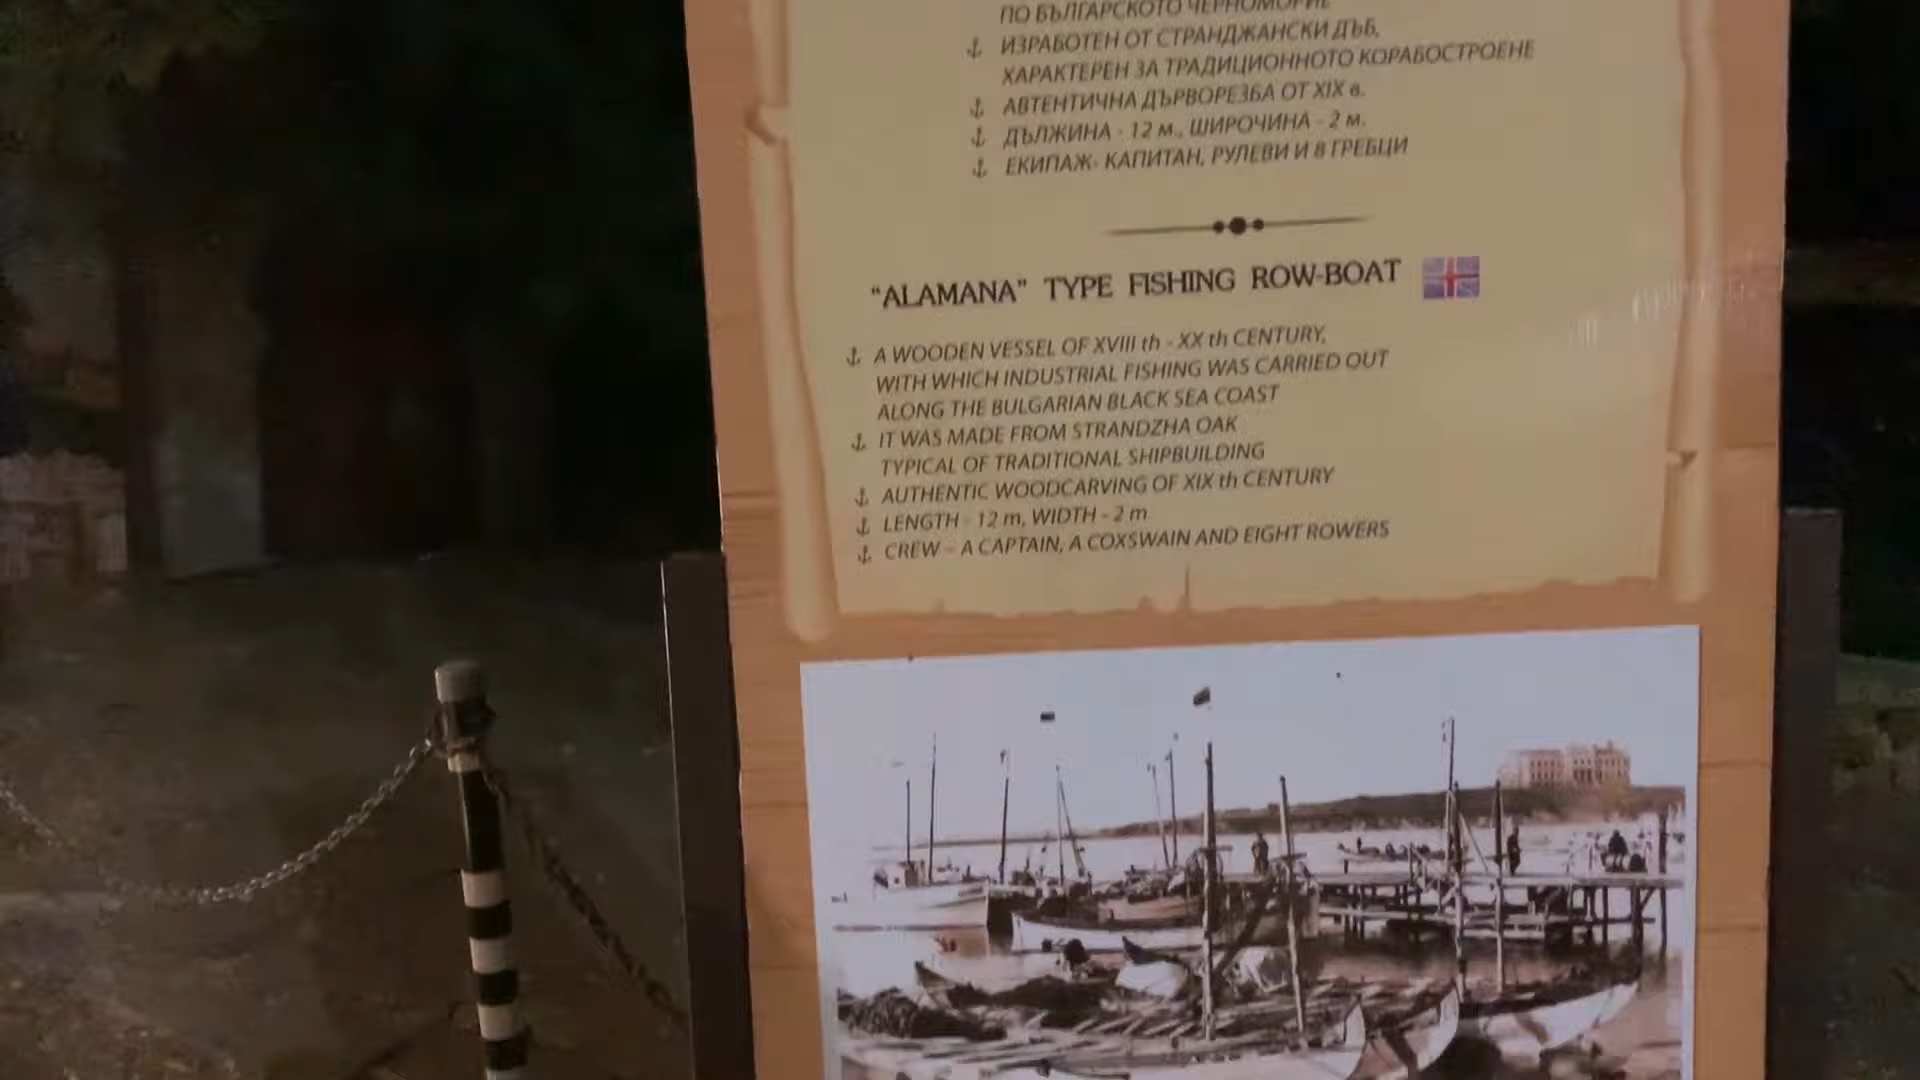 ПО БЪЛГАРСКОТО ЧЕРНОМОРИЕ
ИЗРАБОТЕН ОТ СТРАНДЖАНСКИ ДЪБ,
ХАРАКТЕРЕН ЗА ТРАДИЦИОННОТО КОРАБОСТРОЕНЕ
АВТЕНТИЧНА ДЪРВОРЕЗБА ОТ XIX в.
ДЪЛЖИНА - 12 м., ШИРОЧИНА - 2 м.
ЕКИПАЖ- КАПИТАН, РУЛЕВИ И 8 ГРЕБЦИ
"ALAMANA" TYPE FISHING ROW-BOAT
A WOODEN VESSEL OF XVIII th - XX th CENTURY,
WITH WHICH INDUSTRIAL FISHING WAS CARRIED OUT
ALONG THE BULGARIAN BLACK SEA COAST
IT WAS MADE FROM STRANDZHA OAK
TYPICAL OF TRADITIONAL SHIPBUILDING
AUTHENTIC WOODCARVING OF XIX th CENTURY
LENGTH - 12 m, WIDTH - 2 m
CREW - A CAPTAIN, A COXSWAIN AND EIGHT ROWERS